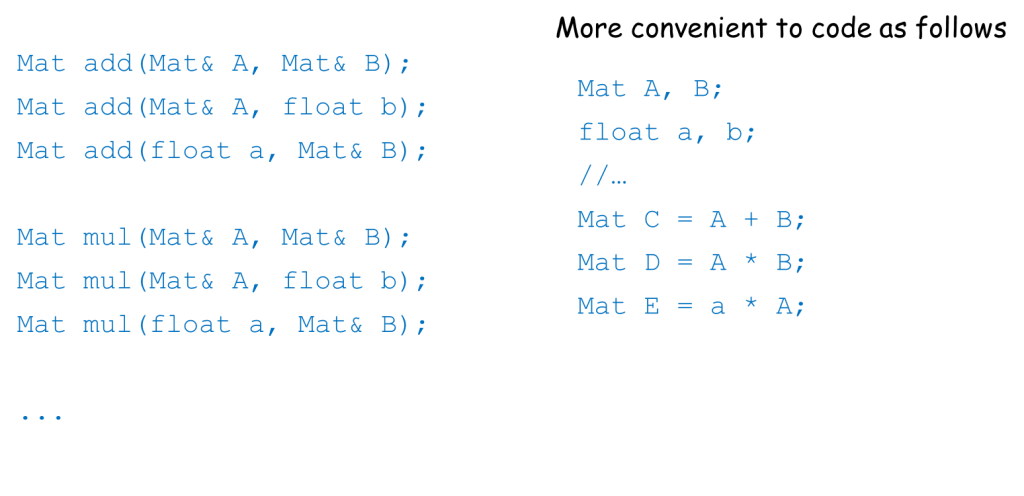 Mat add(Mat& A, Mat& B);
Mat add(Mat& A, float b);
Mat add(float a, Mat& B);
Mat mul(Mat& A, Mat& B);
Mat mul(Mat& A, float b);
Mat mul(float a, Mat& B);
...
More convenient to code as follows
Mat A, B;
float a, b;
//…
Mat C = A + B;
Mat D = A * B;
Mat E = a * A;